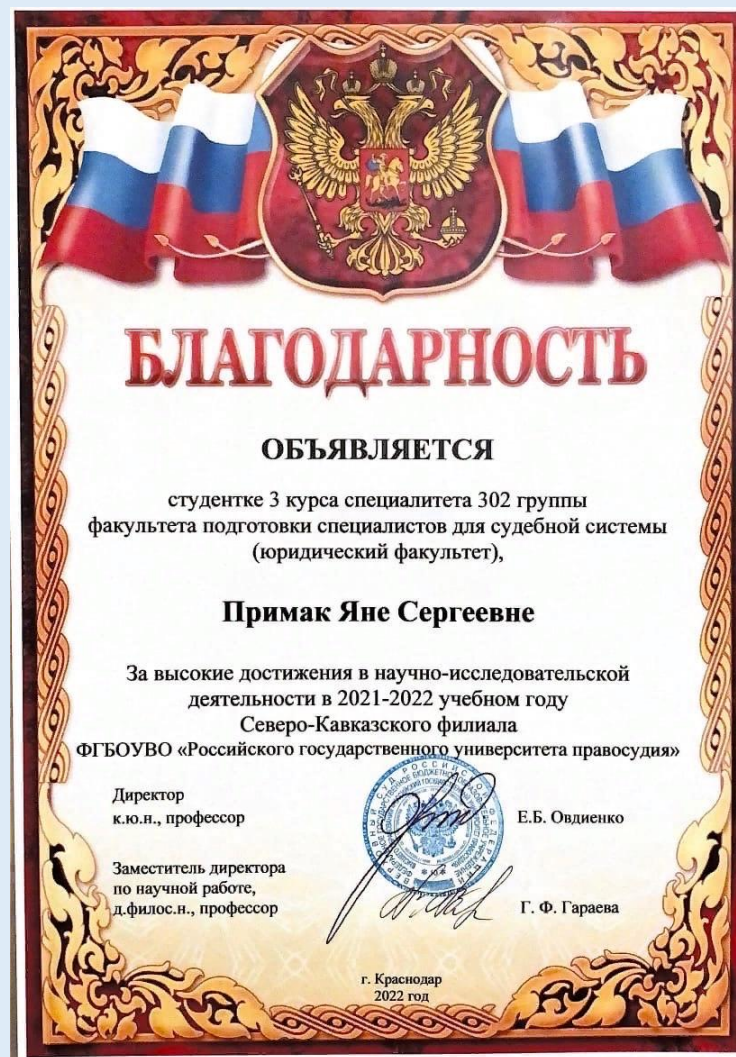 БЛАГОДАРНОСТЬ
ОБЪЯВЛЯЕТСЯ
студентке 3 курса специалитета 302 группы
факультета подготовки специалистов для судебной системы
(юридический факультет),
Примак Яне Сергеевне
За высокие достижения в научно-исследовательской
деятельности в 2021-2022 учебном году
Северо-Кавказского филиала
ФГБОУВО «Российского государственного университета правосудия»
Директор
к.ю.н., профессор
Е.Б. Овдиенко
Заместитель директора
по научной работе,
д.филос.н., профессор
Г. Ф. Гараева
г. Краснодар
2022 год